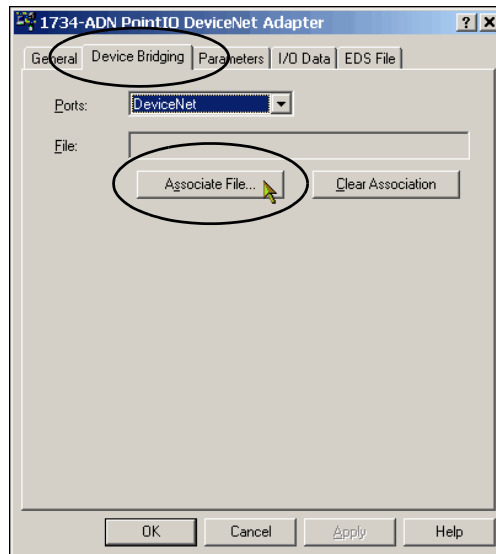 1734-ADN PointIO DeviceNet Adapter
General Device Bridging Parameters I/O Data EDS File
Ports: DeviceNet
File:
Associate File... Clear Association
OK Cancel Apply Help